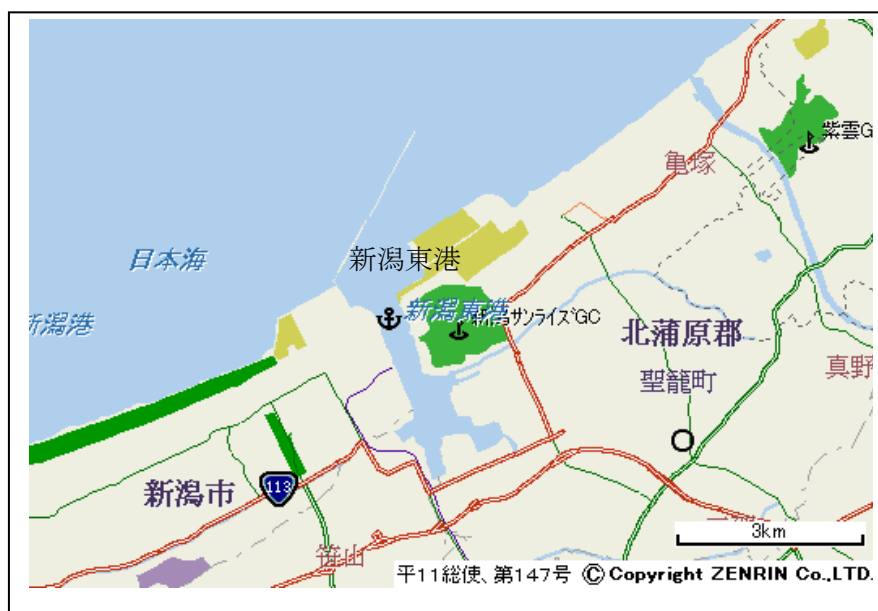 紫雲G
亀塚
新潟東港
日本海
新潟港
新潟東港
新潟サンライズGC
北蒲原郡
真野
聖籠町
113
新潟市
3km
笹山
平11総使、第147号 ©Copyright ZENRIN Co.,LTD.